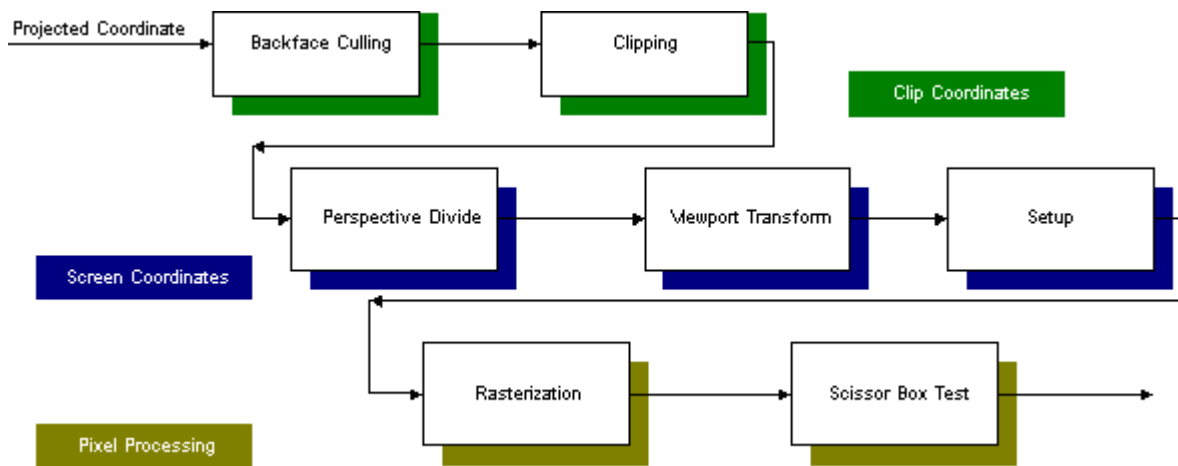 Projected Coordinate
Backface Culling
Clipping
Clip Coordinates
Perspective Divide
Viewport Transform
Setup
Screen Coordinates
Rasterization
Scissor Box Test
Pixel Processing